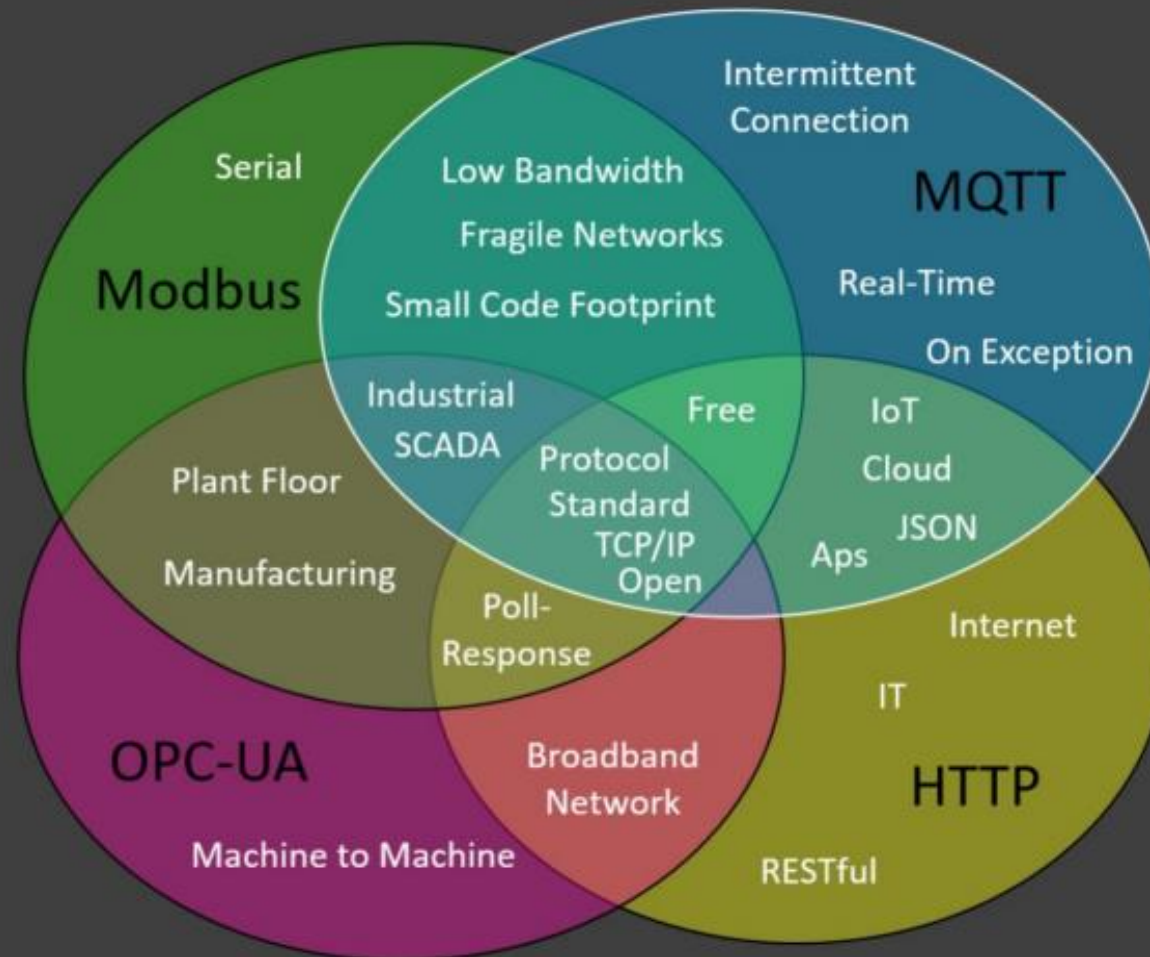 Intermittent
Connection
Serial
Low Bandwidth
MQTT
Fragile Networks
Modbus
Real-Time
Small Code Footprint
On Exception
Industrial
SCADA
Free
IoT
Protocol
Standard
TCP/IP
Open
Cloud
JSON
Aps
Plant Floor
Manufacturing
Poll-
Response
Internet
IT
OPC-UA
Broadband
Network
HTTP
Machine to Machine
RESTful